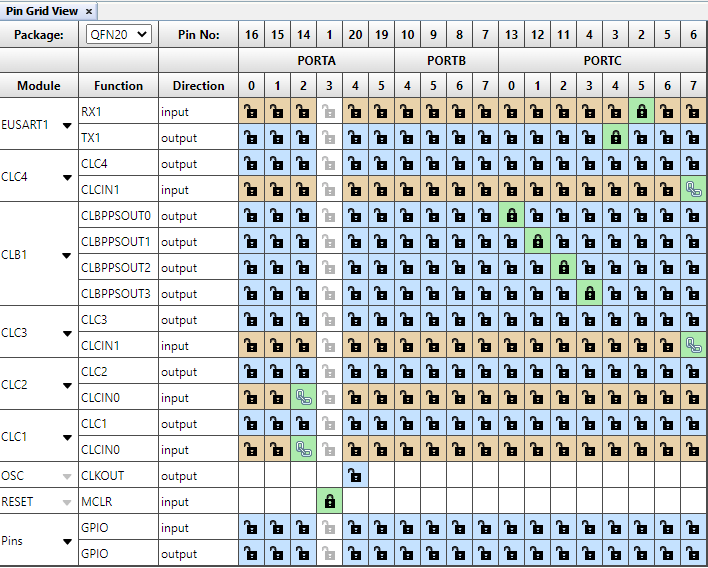 Pin Grid View ×
Package: QFN20 Pin No: 16 15 14 1 20 19 10 9 8 7 13 12 11 4 3 2 5 6
PORTA PORTB PORTC
Module Function Direction 0 1 2 3 4 5 4 5 6 7 0 1 2 3 4 5 6 7
EUSART1 RX1 input
TX1 output
CLC4 CLC4 output
CLCIN1 input
CLB1 CLBPPSOUT0 output
CLBPPSOUT1 output
CLBPPSOUT2 output
CLBPPSOUT3 output
CLC3 CLC3 output
CLCIN1 input
CLC2 CLC2 output
CLCIN0 input
CLC1 CLC1 output
CLCIN0 input
OSC CLKOUT output
RESET MCLR input
Pins GPIO input
GPIO output